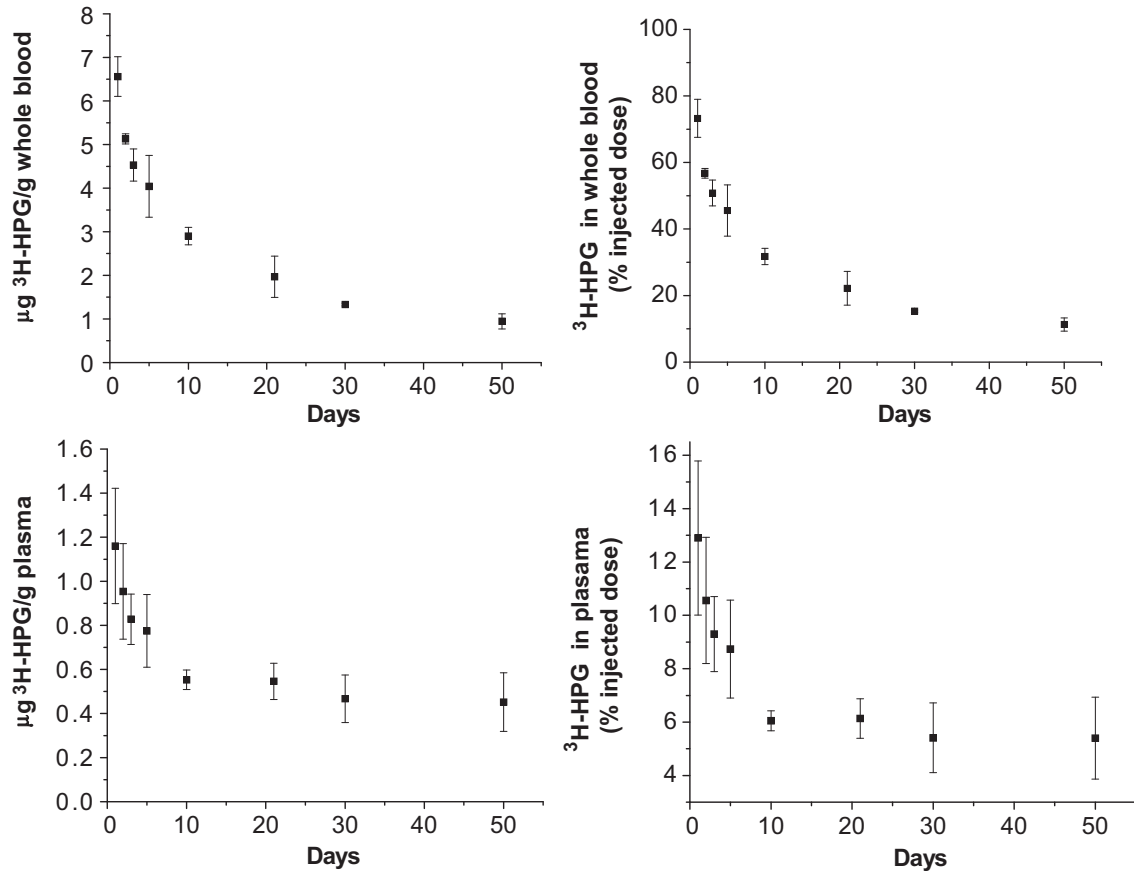 μg ³H-HPG/g whole blood
8
7
6
5
4
3
2
1
0
0 10 20 30 40 50
Days
³H-HPG in whole blood
(% injected dose)
100
80
60
40
20
0
0 10 20 30 40 50
Days
μg ³H-HPG/g plasma
1.6
1.4
1.2
1.0
0.8
0.6
0.4
0.2
0.0
0 10 20 30 40 50
Days
³H-HPG in plasama
(% injected dose)
16
14
12
10
8
6
4
0 10 20 30 40 50
Days